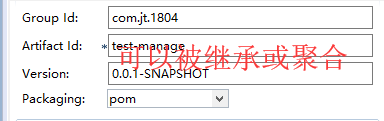 Group Id: com.jt.1804
Artifact Id: * test-manage
可以被继承或聚合
Version: 0.0.1-SNAPSHOT
Packaging: pom